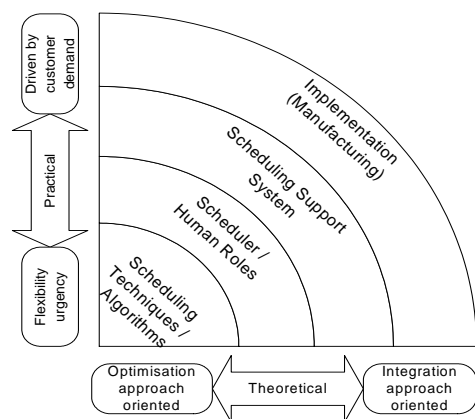 Driven by
customer
demand
Practical
Flexibility
urgency
Implementation
(Manufacturing)
Scheduling Support
System
Scheduler /
Human Roles
Scheduling
Techniques /
Algorithms
Optimisation
approach
oriented
Theoretical
Integration
approach
oriented